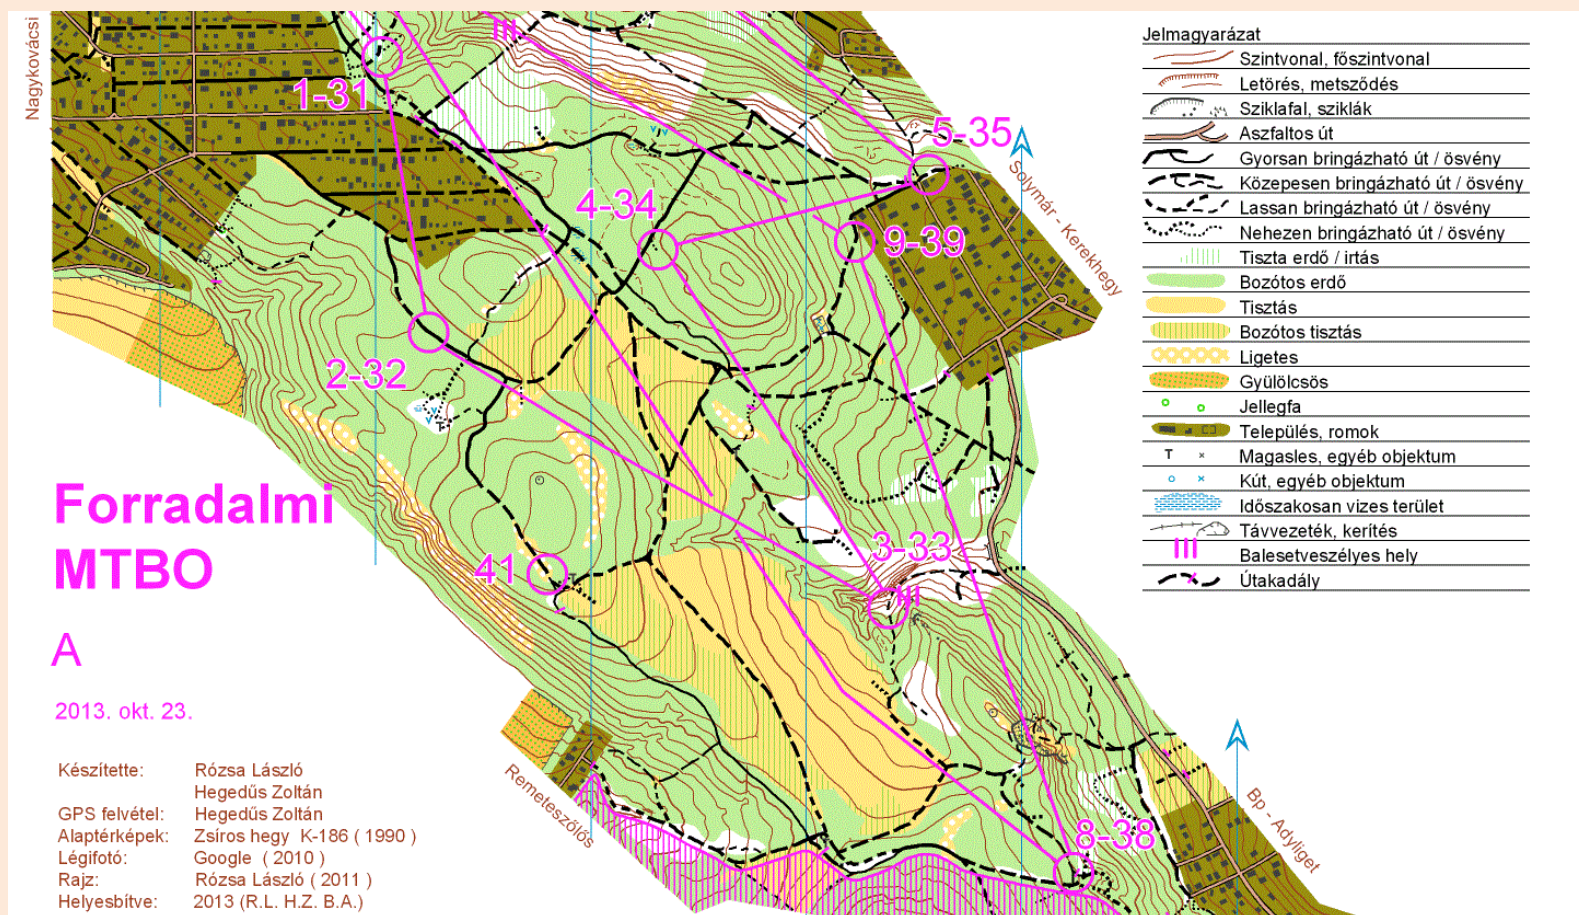 Nagykovácsi
1-31
5-35
Solymár - Kerekhegy
4-34
9-39
2-32
3-33
41
8-38
Remeteszőlős
Bp - Adyliget
Forradalmi
MTBO
A
2013. okt. 23.
Készítette: Rózsa László
Hegedűs Zoltán
GPS felvétel: Hegedűs Zoltán
Alaptérképek: Zsíros hegy K-186 ( 1990 )
Légifotó: Google ( 2010 )
Rajz: Rózsa László ( 2011 )
Helyesbítve: 2013 (R.L. H.Z. B.A.)
Jelmagyarázat
Szintvonal, főszintvonal
Letörés, metsződés
Sziklafal, sziklák
Aszfaltos út
Gyorsan bringázható út / ösvény
Közepesen bringázható út / ösvény
Lassan bringázható út / ösvény
Nehezen bringázható út / ösvény
Tiszta erdő / irtás
Bozótos erdő
Tisztás
Bozótos tisztás
Ligetes
Gyülölcsös
Jellegfa
Település, romok
Magasles, egyéb objektum
Kút, egyéb objektum
Időszakosan vizes terület
Távvezeték, kerítés
Balesetveszélyes hely
Útakadály